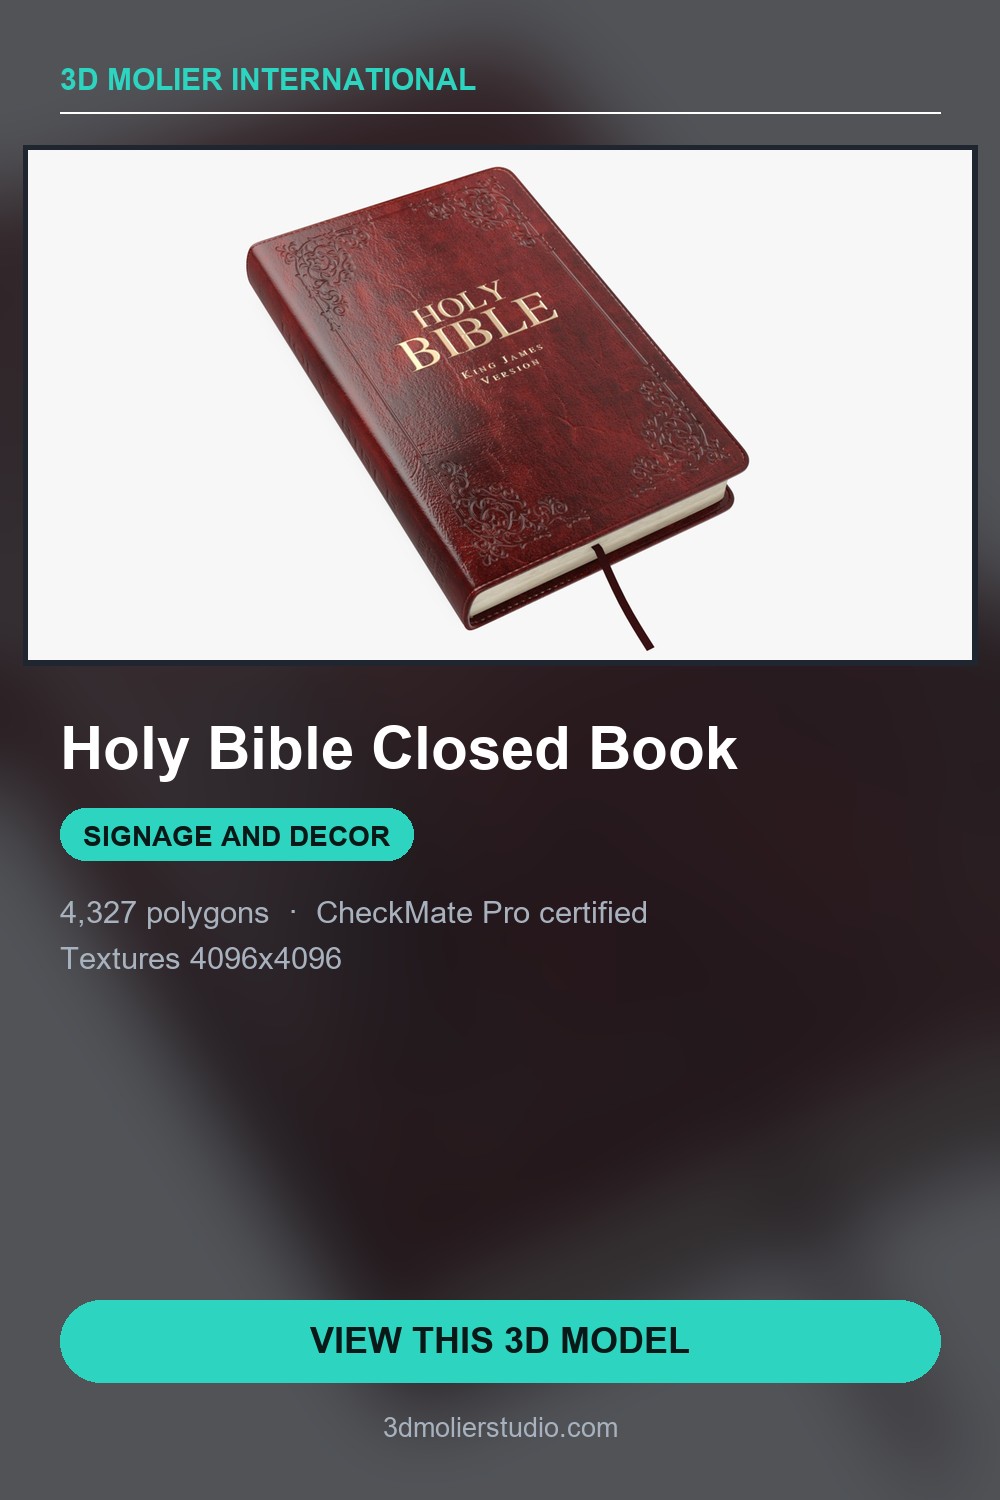 3D MOLIER INTERNATIONAL
HOLY
BIBLE
KING JAMES
VERSION
Holy Bible Closed Book
SIGNAGE AND DECOR
4,327 polygons · CheckMate Pro certified
Textures 4096x4096
VIEW THIS 3D MODEL
3dmolierstudio.com